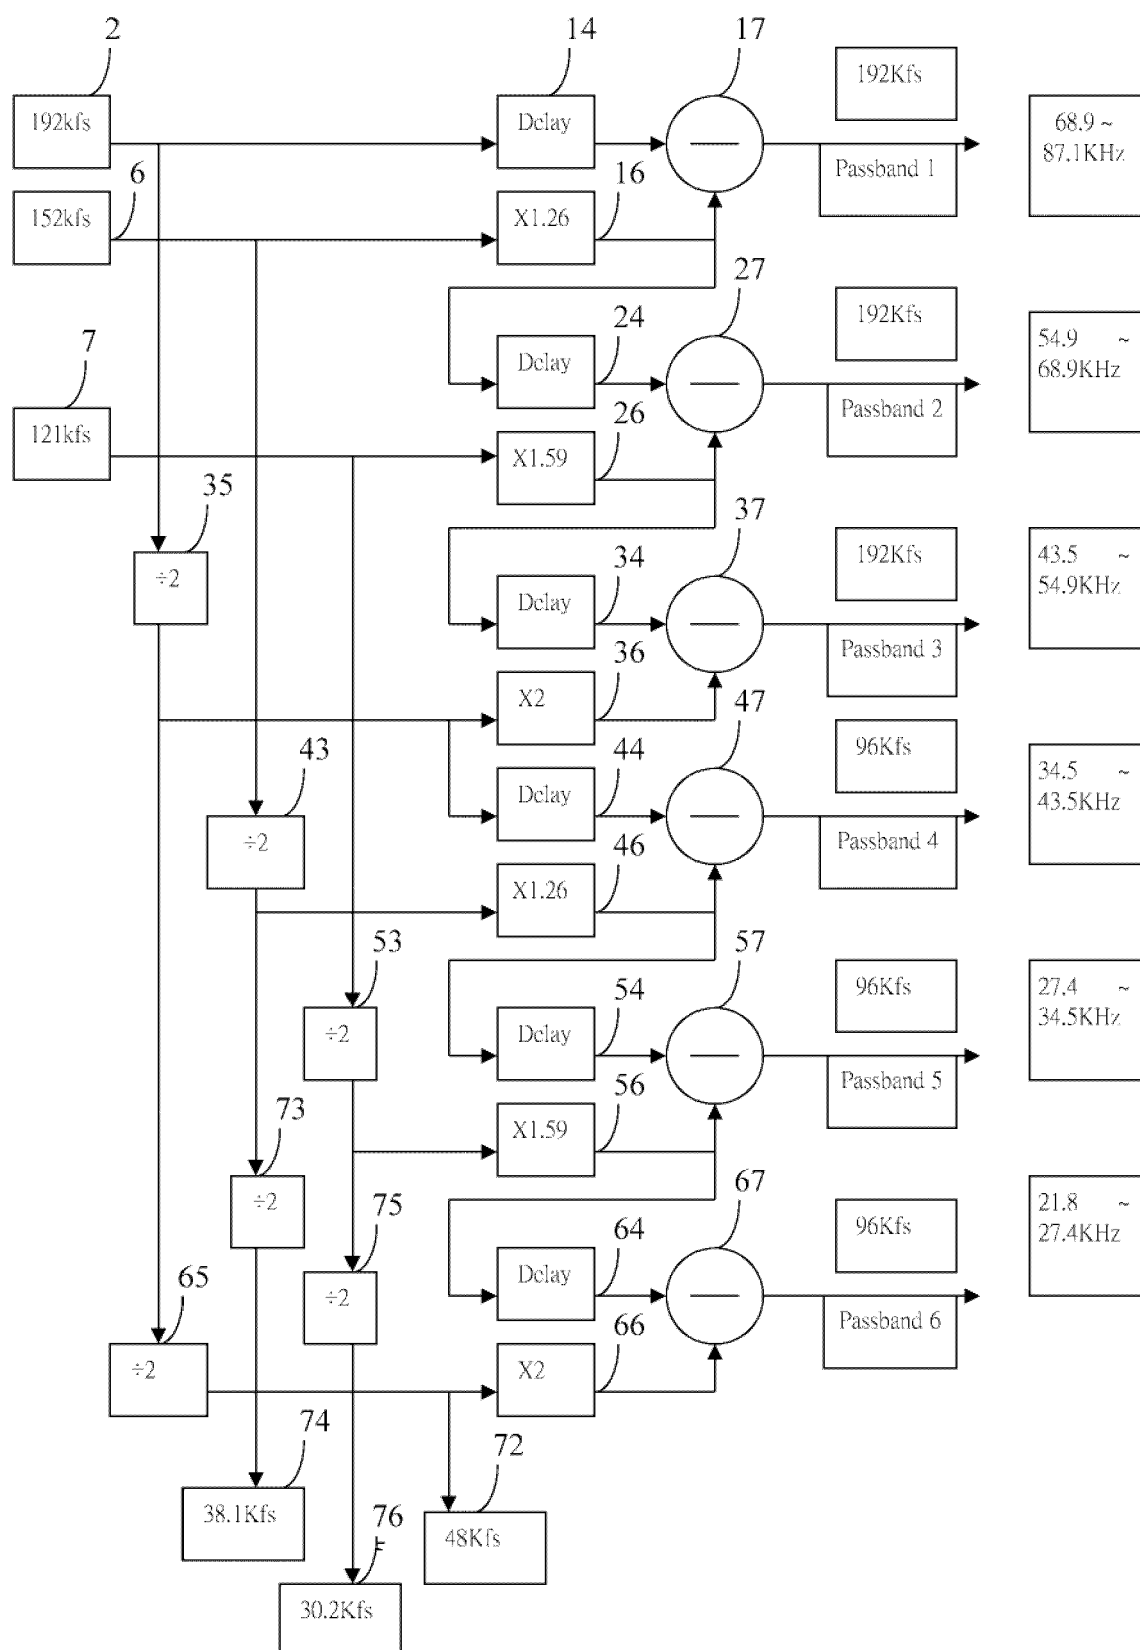 2
14
17
192kfs
Delay
192Kfs
68.9 ~
87.1KHz
Passband 1
6
16
152kfs
X1.26
27
192Kfs
24
Delay
54.9 ~
68.9KHz
7
Passband 2
26
121kfs
X1.59
35
37
192Kfs
34
÷2
Delay
43.5 ~
54.9KHz
Passband 3
36
X2
47
96Kfs
43
44
Delay
34.5 ~
43.5KHz
÷2
Passband 4
46
X1.26
53
57
96Kfs
54
÷2
Delay
27.4 ~
34.5KHz
Passband 5
56
X1.59
73
67
÷2
75
96Kfs
21.8 ~
27.4KHz
64
65
Delay
÷2
Passband 6
66
÷2
X2
74
72
38.1Kfs
76
48Kfs
30.2Kfs